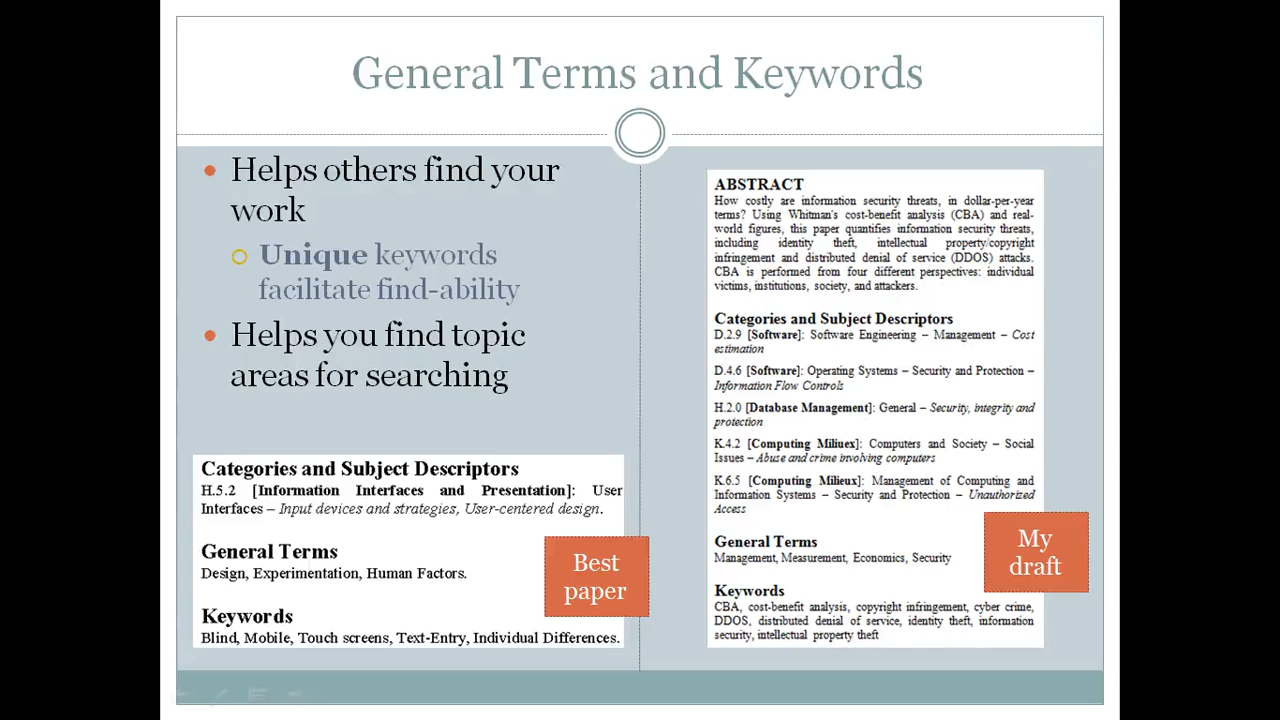 General Terms and Keywords
Helps others find your
work
Unique keywords
facilitate find-ability
Helps you find topic
areas for searching
Categories and Subject Descriptors
H.5.2 [Information Interfaces and Presentation]: User
Interfaces – Input devices and strategies, User-centered design.
General Terms
Design, Experimentation, Human Factors.
Keywords
Blind, Mobile, Touch screens, Text-Entry, Individual Differences.
Best
paper
ABSTRACT
How costly are information security threats, in dollar-per-year
terms? Using Whitman's cost-benefit analysis (CBA) and real-
world figures, this paper quantifies information security threats,
including identity theft, intellectual property/copyright
infringement and distributed denial of service (DDOS) attacks.
CBA is performed from four different perspectives: individual
victims, institutions, society, and attackers.
Categories and Subject Descriptors
D.2.9 [Software]: Software Engineering – Management – Cost
estimation
D.4.6 [Software]: Operating Systems – Security and Protection –
Information Flow Controls
H.2.0 [Database Management]: General – Security, integrity and
protection
K.4.2 [Computing Miliuex]: Computers and Society – Social
Issues – Abuse and crime involving computers
K.6.5 [Computing Milieux]: Management of Computing and
Information Systems – Security and Protection – Unauthorized
Access
General Terms
Management, Measurement, Economics, Security
Keywords
CBA, cost-benefit analysis, copyright infringement, cyber crime,
DDOS, distributed denial of service, identity theft, information
security, intellectual property theft
My
draft